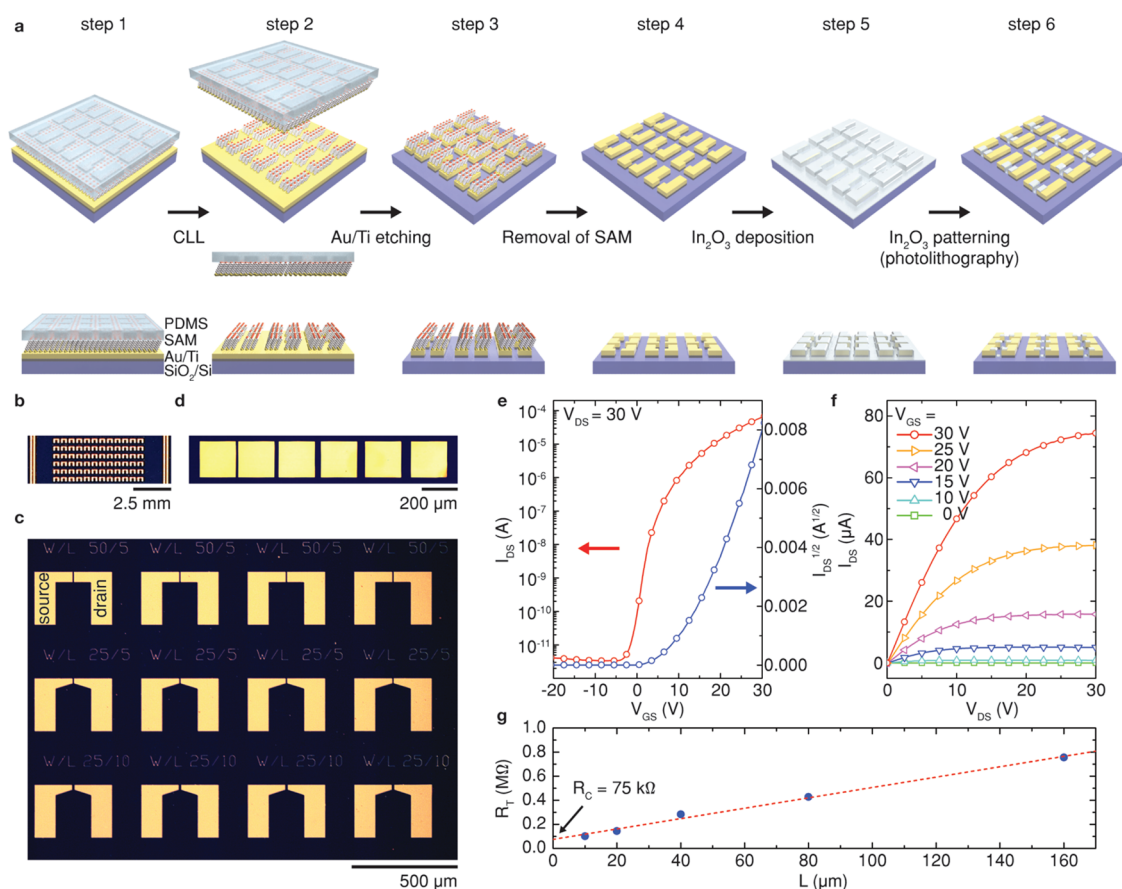 a
step 1 step 2 step 3 step 4 step 5 step 6
CLL
Au/Ti etching
Removal of SAM
In2O3 deposition
In2O3 patterning
(photolithography)
PDMS
SAM
Au/Ti
SiO2/Si
b
2.5 mm
d
200 µm
c
W/L 50/5 W/L 50/5 W/L 50/5 W/L 50/5
source drain
W/L 25/5 W/L 25/5 W/L 25/5 W/L 25/5
W/L 25/10 W/L 25/10 W/L 25/10 W/L 25/10
500 µm
e
VDS = 30 V
10-4
10-5
10-6
10-7
10-8
10-9
10-10
10-11
IDS (A)
0.008
0.006
0.004
0.002
0.000
IDS1/2 (A1/2)
-20 -10 0 10 20 30
VGS (V)
f
VGS =
30 V
25 V
20 V
15 V
10 V
0 V
80
60
40
20
0
IDS (µA)
0 10 20 30
VDS (V)
g
1.0
0.8
0.6
0.4
0.2
0.0
RT (MΩ)
RC = 75 kΩ
0 20 40 60 80 100 120 140 160
L (µm)